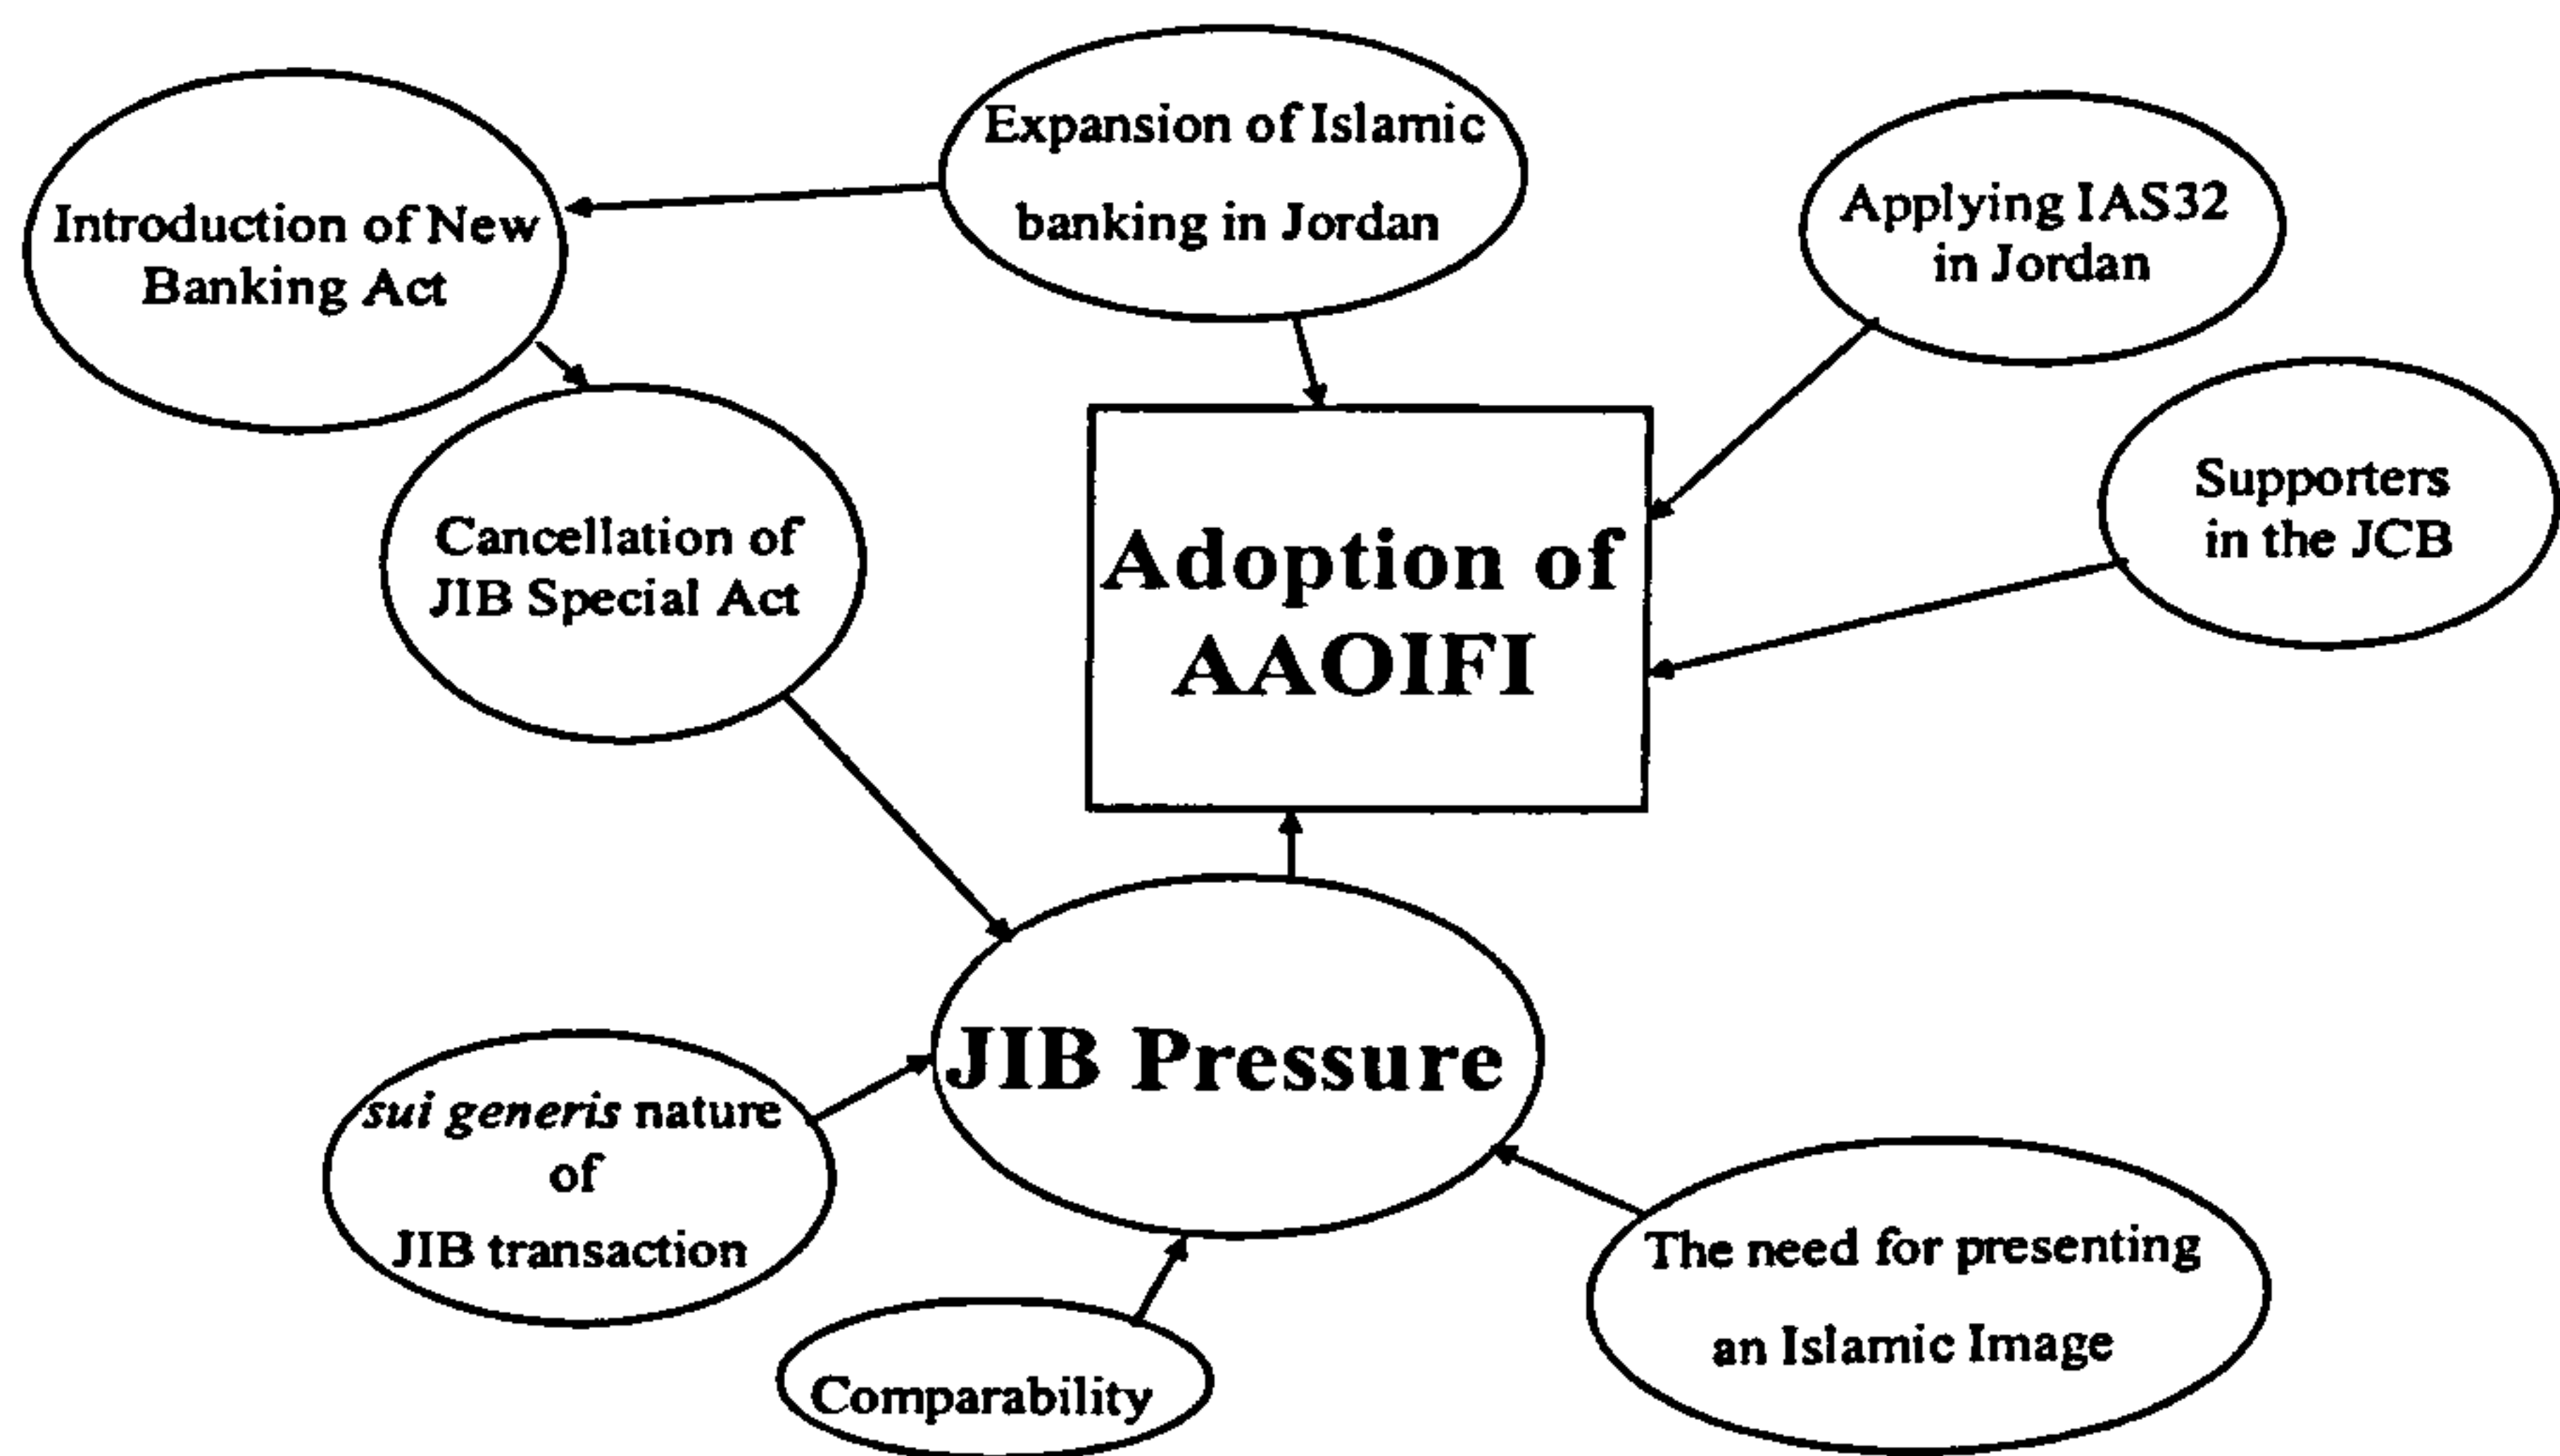 Expansion of Islamic
banking in Jordan
Introduction of New
Banking Act
Applying IAS32
in Jordan
Supporters
in the JCB
Cancellation of
JIB Special Act
Adoption of
AAOIFI
JIB Pressure
sui generis nature
of
JIB transaction
Comparability
The need for presenting
an Islamic Image